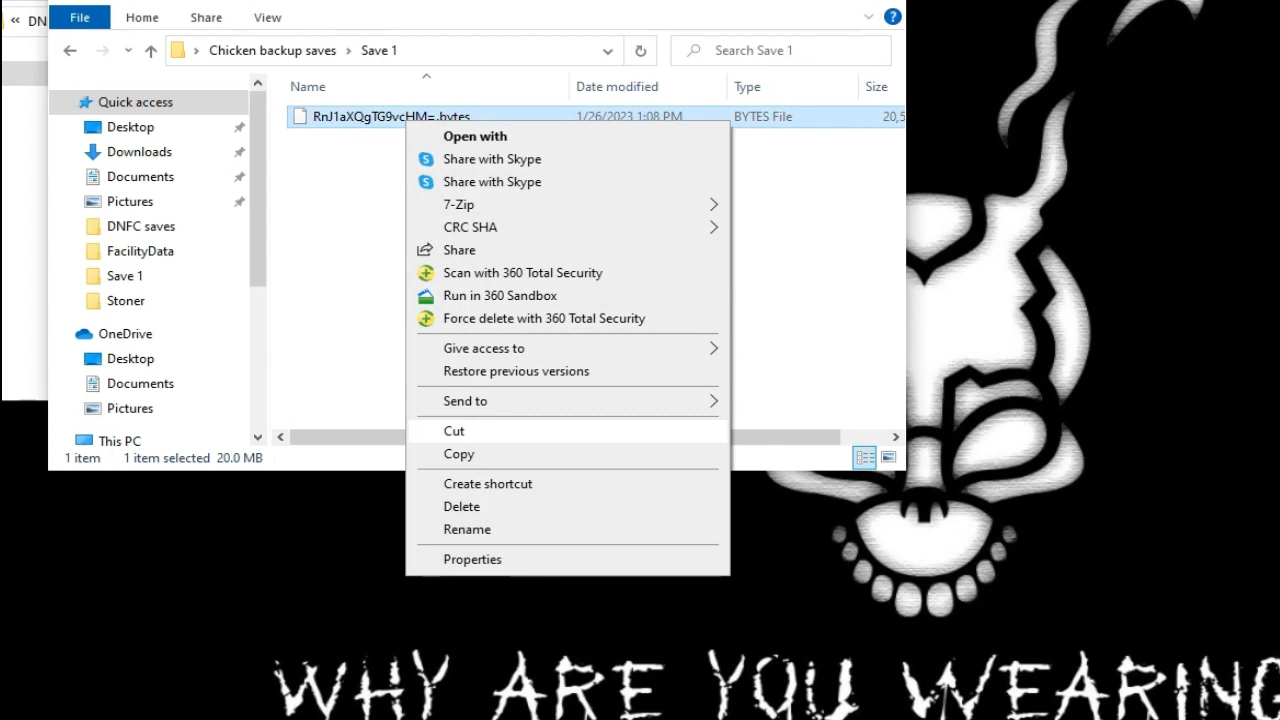 « DN
File Home Share View
Chicken backup saves > Save 1
Search Save 1
Name Date modified Type Size
RnJ1aXQgTG9vcHM=.bytes 1/26/2023 1:08 PM BYTES File 20,5
Quick access
Desktop
Downloads
Documents
Pictures
DNFC saves
FacilityData
Save 1
Stoner
OneDrive
Desktop
Documents
Pictures
This PC
1 item 1 item selected 20.0 MB
Open with
Share with Skype
Share with Skype
7-Zip
CRC SHA
Share
Scan with 360 Total Security
Run in 360 Sandbox
Force delete with 360 Total Security
Give access to
Restore previous versions
Send to
Cut
Copy
Create shortcut
Delete
Rename
Properties
WHY ARE YOU WEARING